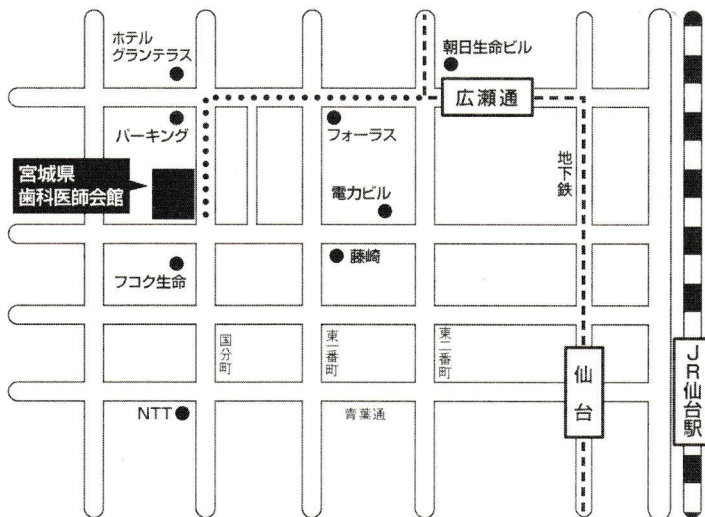 ホテル
グランテラス
朝日生命ビル
広瀬通
パーキング
フォーラス
宮城県
歯科医師会館
地下鉄
電力ビル
フコク生命
藤崎
国分町
東一番町
東二番町
仙台
JR仙台駅
NTT
青葉通